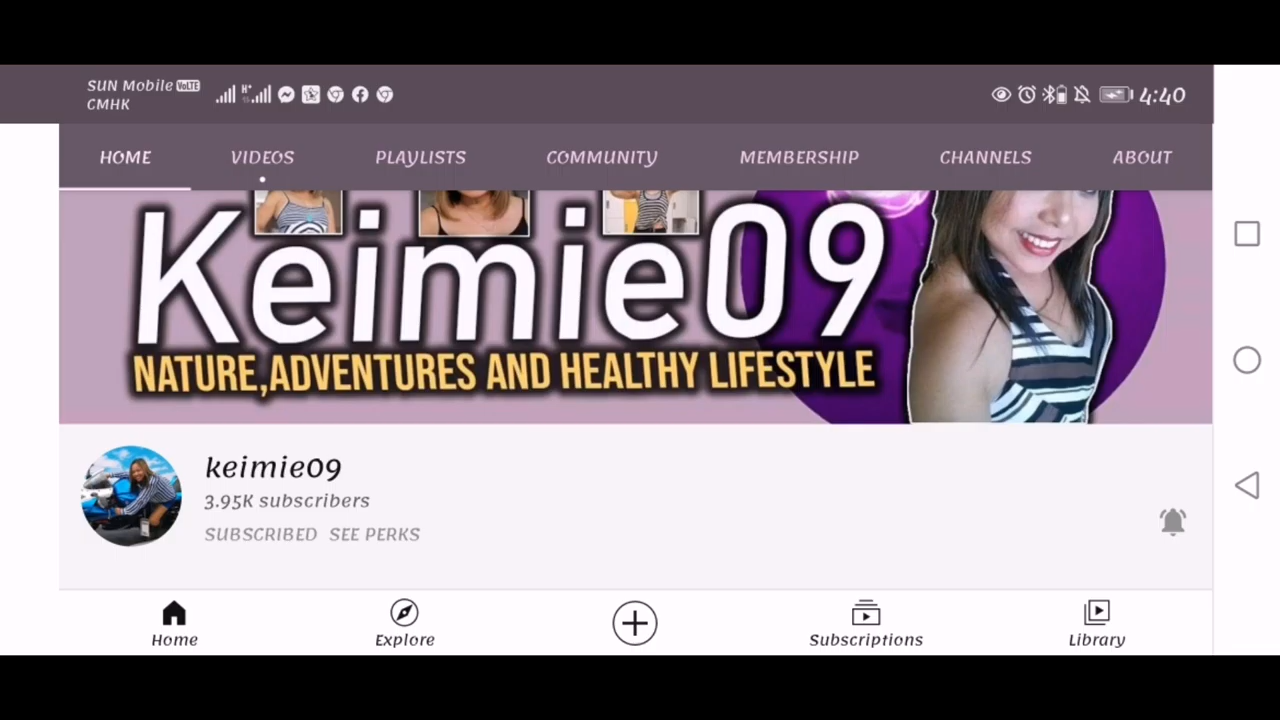 SUN Mobile VoLTE
CMHK
H+
4:40
HOME VIDEOS PLAYLISTS COMMUNITY MEMBERSHIP CHANNELS ABOUT
Keimie09
NATURE,ADVENTURES AND HEALTHY LIFESTYLE
keimie09
3.95K subscribers
SUBSCRIBED SEE PERKS
Home Explore Subscriptions Library